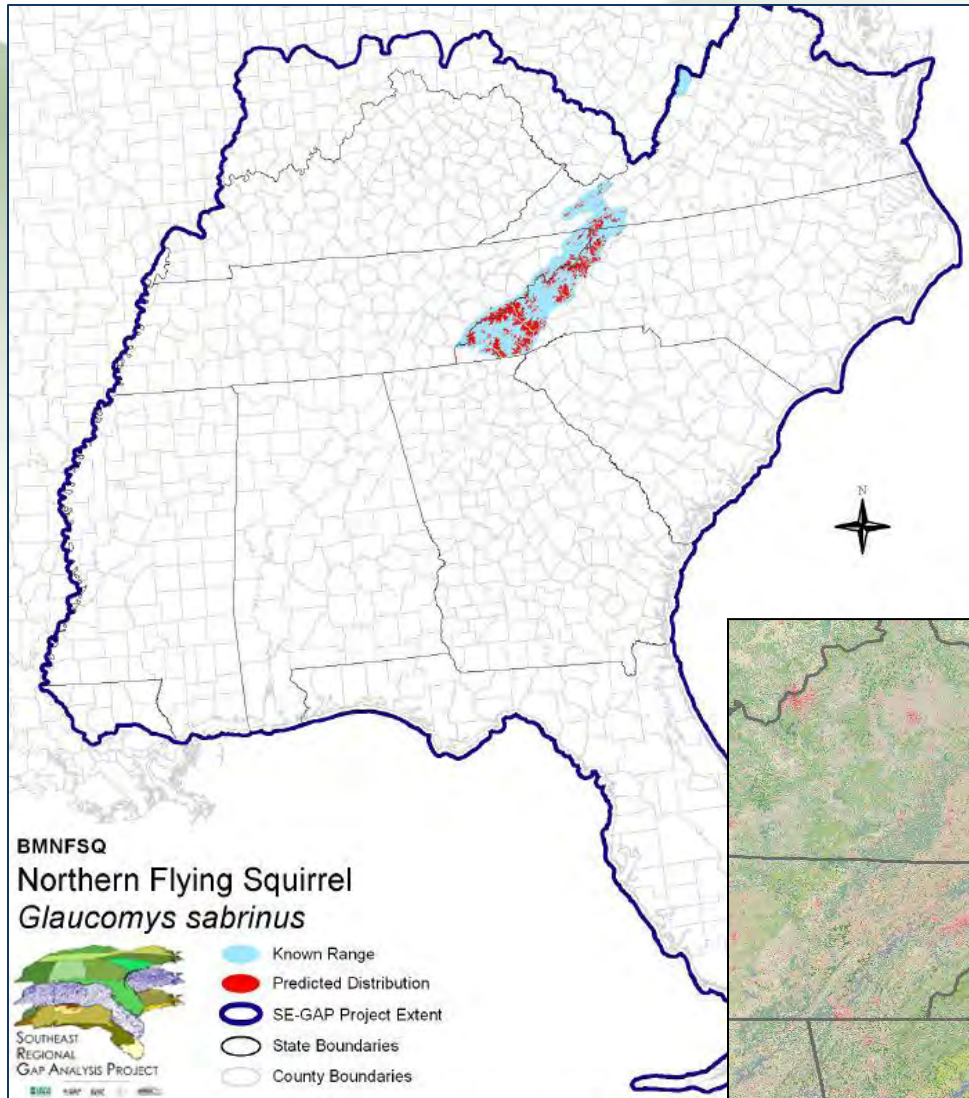 N
BMNFSQ
Northern Flying Squirrel
Glaucomys sabrinus
Known Range
Predicted Distribution
SE-GAP Project Extent
State Boundaries
County Boundaries
SOUTHEAST
REGIONAL
GAP ANALYSIS PROJECT